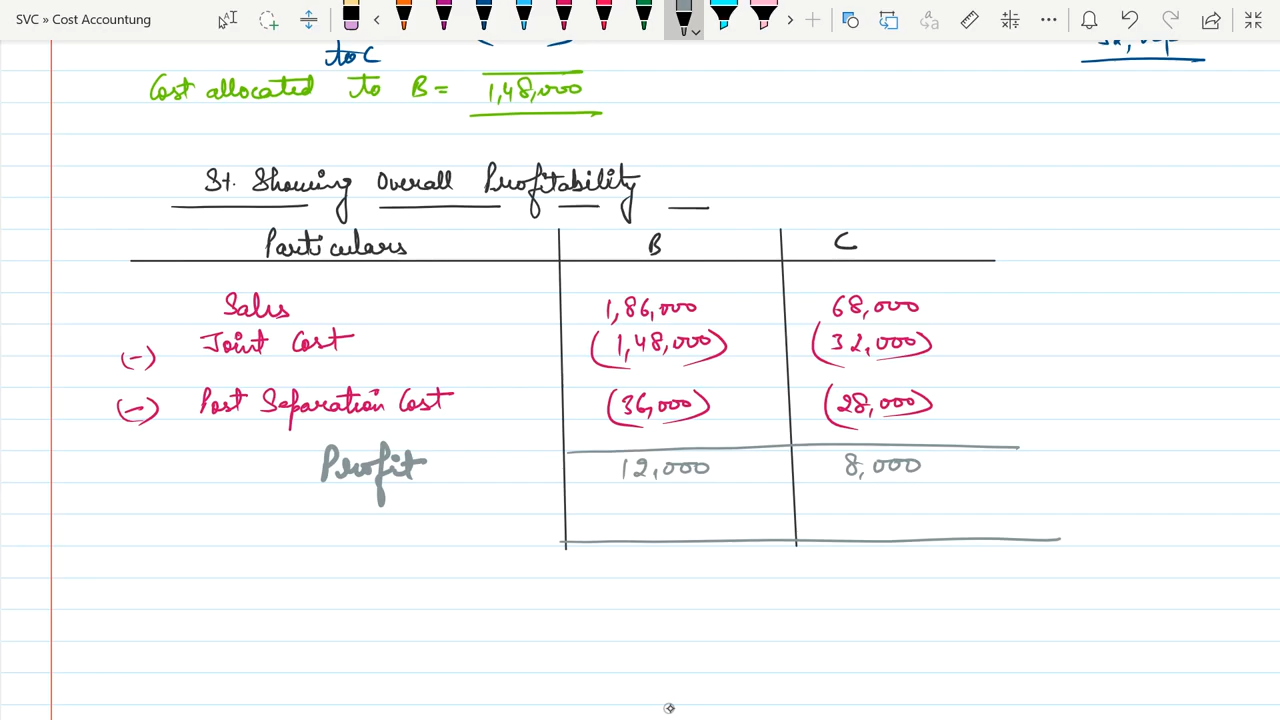 SVC » Cost Accountung
to C
Cost allocated to B = 1,48,000
St. Showing Overall Profitability
Particulars B C
Sales 1,86,000 68,000
(-) Joint Cost (1,48,000) (32,000)
(-) Post Separation Cost (36,000) (28,000)
Profit 12,000 8,000